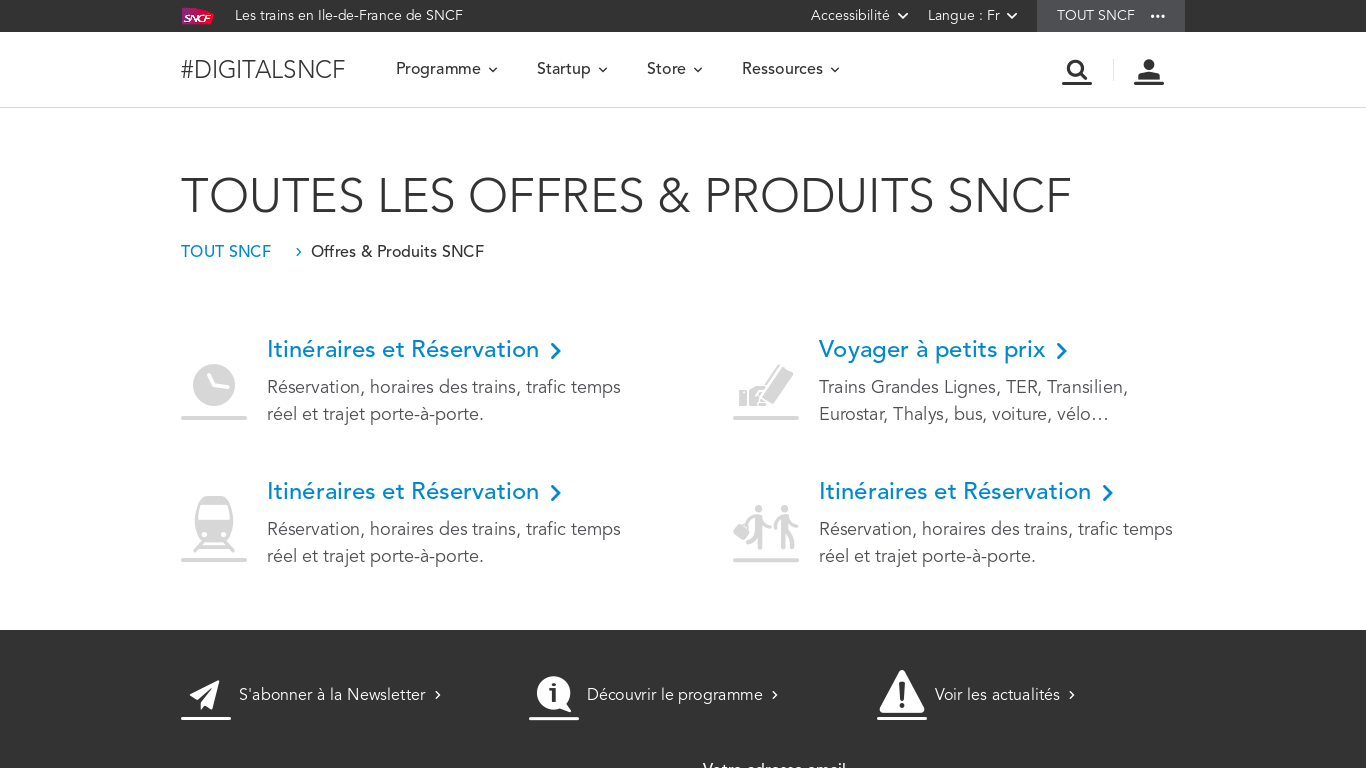 SNCF
Les trains en Ile-de-France de SNCF
Accessibilité
Langue : Fr
TOUT SNCF
#DIGITALSNCF
Programme
Startup
Store
Ressources
TOUTES LES OFFRES & PRODUITS SNCF
TOUT SNCF
Offres & Produits SNCF
Itinéraires et Réservation
Réservation, horaires des trains, trafic temps
réel et trajet porte-à-porte.
Voyager à petits prix
Trains Grandes Lignes, TER, Transilien,
Eurostar, Thalys, bus, voiture, vélo…
Itinéraires et Réservation
Réservation, horaires des trains, trafic temps
réel et trajet porte-à-porte.
Itinéraires et Réservation
Réservation, horaires des trains, trafic temps
réel et trajet porte-à-porte.
S'abonner à la Newsletter
Découvrir le programme
Voir les actualités
Votre adresse email